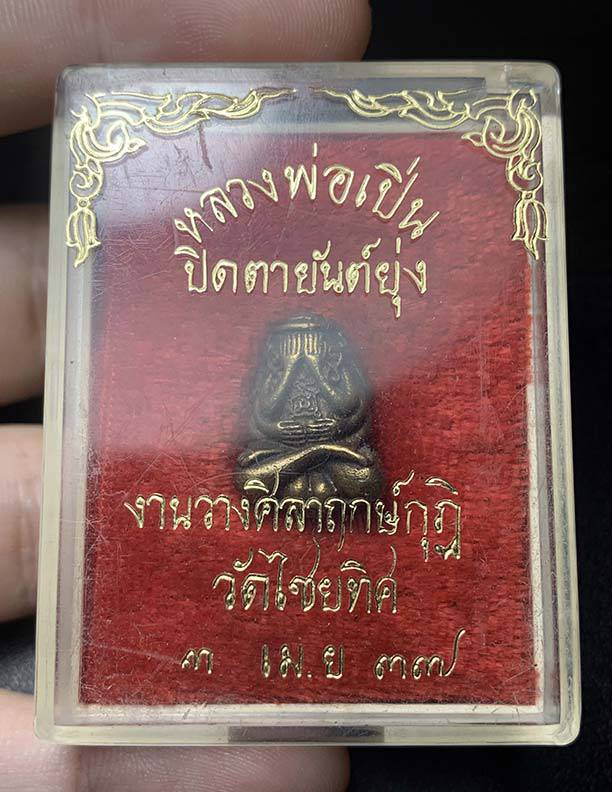 หลวงพ่อเปิ่น
ปิดตายันต์ยุ่ง
งานวางศิลาฤกษ์กุฏิ
วัดไชยทิศ
๓ เม.ย ๓๗